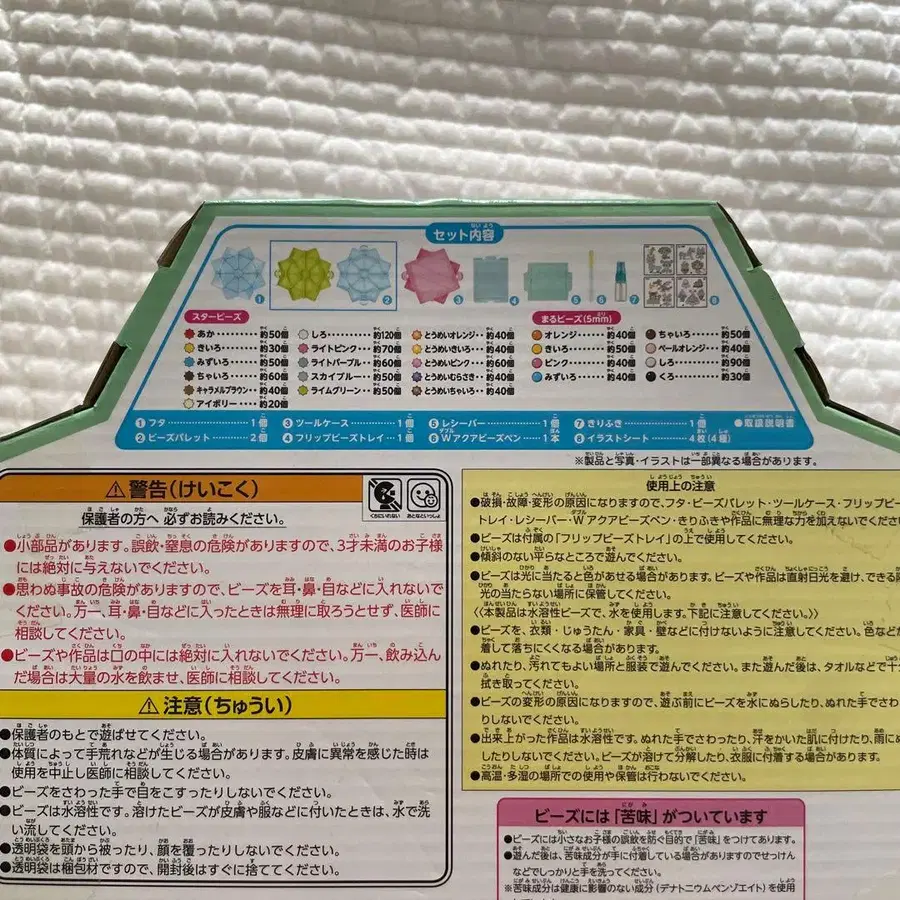 セット内容
① ② ③ ④ ⑤ ⑥ ⑦ ⑧
スタービーズ
あか・・・・・・・・約50個
きいろ・・・・・・約30個
みずいろ・・・・約50個
ちゃいろ・・・・約60個
キャラメルブラウン・・約40個
アイボリー・・・・約20個
しろ・・・・・・・・約120個
ライトピンク・・・・約70個
ライトパープル・・約60個
スカイブルー・・・・約50個
ライムグリーン・・約50個
とうめいオレンジ・・約40個
とうめいきいろ・・・・約40個
とうめいピンク・・・・約60個
とうめいむらさき・・約40個
とうめいちゃいろ・・約40個
まるビーズ(5mm)
オレンジ・・・・・・約40個
きいろ・・・・・・・・約50個
ピンク・・・・・・・・約40個
みずいろ・・・・・・約40個
ちゃいろ・・・・・・約50個
ペールオレンジ・・約40個
しろ・・・・・・・・・・約90個
くろ・・・・・・・・・・約30個
①フタ・・・・・・・・・・1個 ③ツールケース・・・・・・1個 ⑤レシーバー・・・・・・・・1個 ⑦きりふき・・・・・・・・1個 ●取扱説明書
②ビーズパレット・・・・2個 ④フリップビーズトレイ・・1個 ⑥Wアクアビーズペン・・1本 ⑧イラストシート・・・・4枚(4種)
※製品と写真・イラストは一部異なる場合があります。
⚠警告(けいこく)
保護者の方へ 必ずお読みください。
くちにいれない
あなどといっしょ
●小部品があります。誤飲・窒息の危険がありますので、3才未満のお子様
には絶対に与えないでください。
●思わぬ事故の危険がありますので、ビーズを耳・鼻・目などに入れないで
ください。万一、耳・鼻・目などに入ったときは無理に取ろうとせず、医師に
相談してください。
●ビーズや作品は口の中には絶対に入れないでください。万一、飲み込ん
だ場合は大量の水を飲ませ、医師に相談してください。
⚠注意(ちゅうい)
●保護者のもとで遊ばせてください。
●体質によって手荒れなどが生じる場合があります。皮膚に異常を感じた時は
使用を中止し医師に相談してください。
●ビーズをさわった手で目をこすったりしないでください。
●ビーズは水溶性です。溶けたビーズが皮膚や服などに付いたときは、水で洗
い流してください。
●透明袋を頭から被ったり、顔を覆ったりしないでください。
●透明袋は梱包材ですので、開封後はすぐに捨ててください。
使用上の注意
●破損・故障・変形の原因になりますので、フタ・ビーズパレット・ツールケース・フリップビー
トレイ・レシーバー・Wアクアビーズペン・きりふきや作品に無理な力を加えないでくださ
●ビーズは付属の「フリップビーズトレイ」の上で使用してください。
●傾斜のない平らなところで遊んでください。
●ビーズは光に当たると色があせる場合があります。ビーズや作品は直射日光を避け、できる限
光の当たらない場所に保管してください。
〈本製品は水溶性ビーズで、水を使用します。下記に注意してください。〉
●ビーズを、衣類・じゅうたん・家具・壁などに付けないように注意してください。色など
着して落ちにくくなる場合があります。
●ぬれたり、汚れてもよい場所と服装で遊んでください。また遊んだ後は、タオルなどで十分
拭き取ってください。
●ビーズの変形の原因になりますので、遊ぶ前にビーズを水にぬらしたり、ぬれた手でさわ
りしないでください。
●出来上がった作品は水溶性です。ぬれた手でさわったり、汗をかいた肌に付けたり、雨にぬ
したりしないでください。ビーズが溶けて分解したり、衣服に付着する場合があります。
●高温・多湿の場所での使用や保管は行わないでください。
ビーズには「苦味」がついています
●ビーズには小さなお子様の誤飲を防ぐ目的で「苦味」をつけてあります。
●遊んだ後は、苦味成分が手に付着している場合がありますのでせっけん
などでしっかりと手を洗ってください。
※苦味成分は健康に影響のない成分(デナトニウムベンゾエイト)を使用